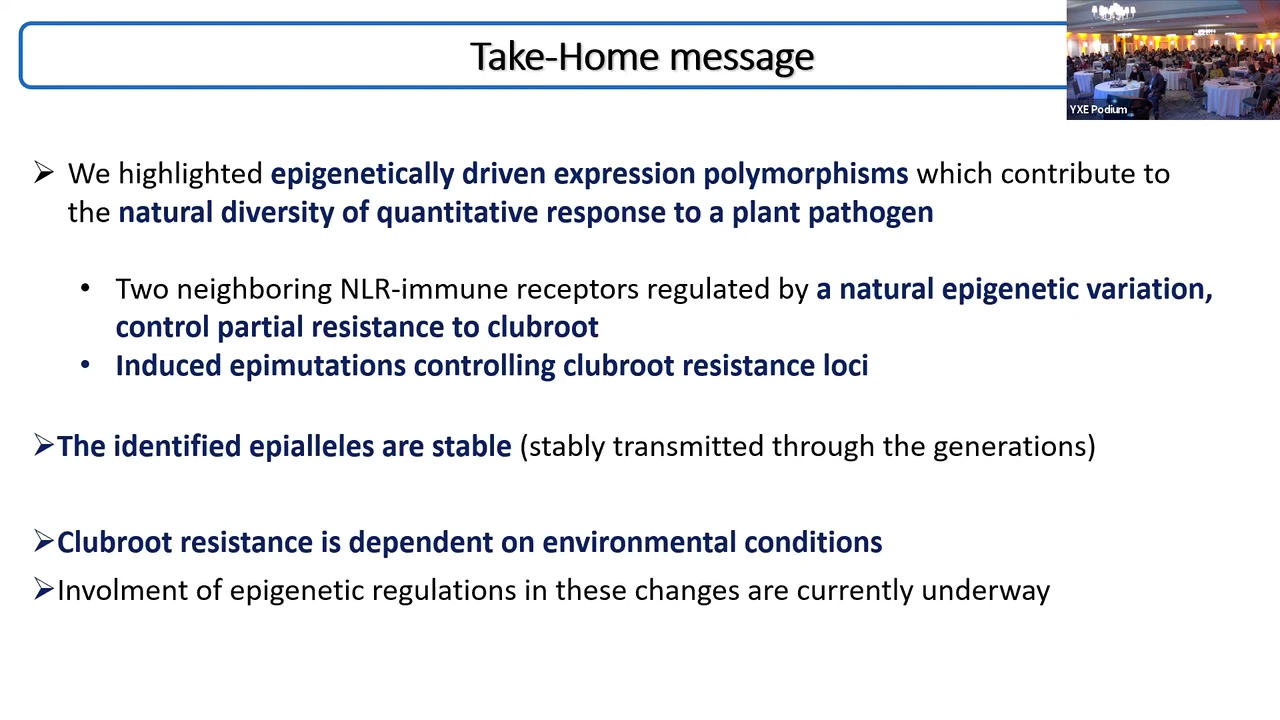 Take-Home message
YXE Podium
➢ We highlighted epigenetically driven expression polymorphisms which contribute to
the natural diversity of quantitative response to a plant pathogen
• Two neighboring NLR-immune receptors regulated by a natural epigenetic variation,
control partial resistance to clubroot
• Induced epimutations controlling clubroot resistance loci
➢The identified epialleles are stable (stably transmitted through the generations)
➢Clubroot resistance is dependent on environmental conditions
➢Involment of epigenetic regulations in these changes are currently underway